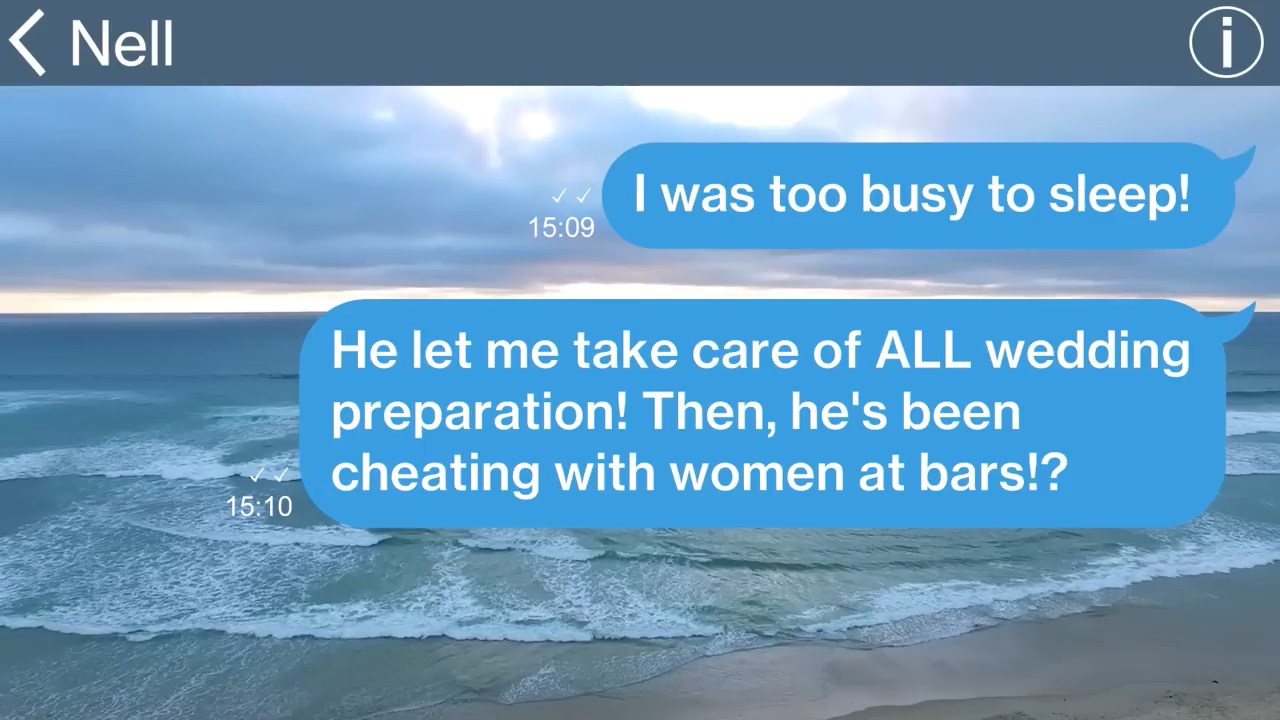 Nell
I was too busy to sleep!
15:09
He let me take care of ALL wedding
preparation! Then, he's been
cheating with women at bars!?
15:10